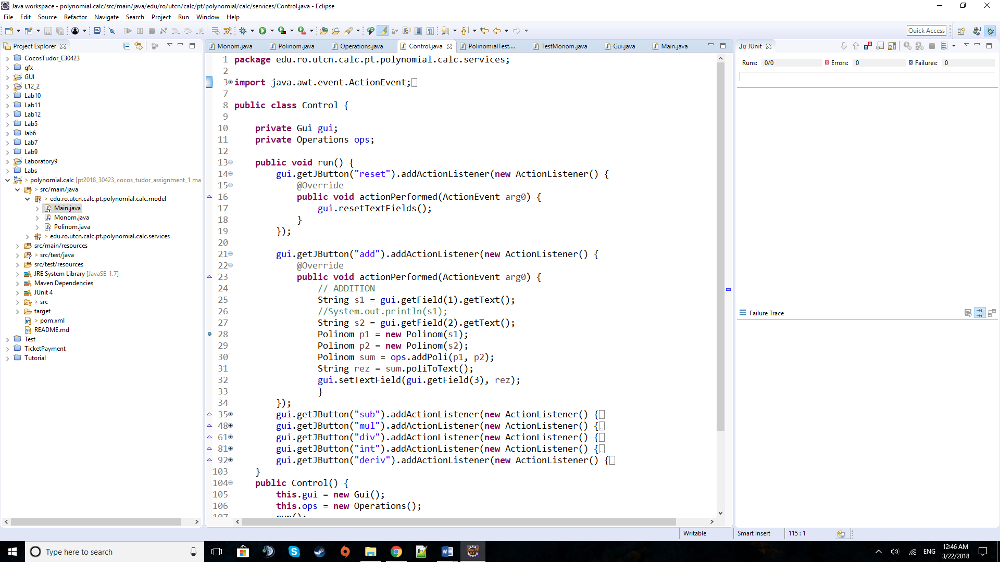 Java workspace - polynomial.calc/src/main/java/edu/ro/utcn/calc/pt/polynomial/calc/services/Control.java - Eclipse
File Edit Source Refactor Navigate Search Project Run Window Help
Quick Access
Project Explorer
CocosTudor_E30423
gfx
GUI
L12_2
Lab10
Lab11
Lab12
Lab5
lab6
Lab7
Lab9
Laboratory9
Labs
> polynomial.calc [pt2018_30423_cocos_tudor_assignment_1 ma
> src/main/java
> edu.ro.utcn.calc.pt.polynomial.calc.model
Main.java
Monom.java
Polinom.java
> edu.ro.utcn.calc.pt.polynomial.calc.services
src/main/resources
> src/test/java
src/test/resources
JRE System Library [JavaSE-1.7]
Maven Dependencies
JUnit 4
> src
target
> pom.xml
README.md
Test
TicketPayment
Tutorial
Monom.java Polinom.java Operations.java Control.java PolinomialTest.... TestMonom.java Gui.java Main.java
1 package edu.ro.utcn.calc.pt.polynomial.calc.services;
2
3 import java.awt.event.ActionEvent;
7
8 public class Control {
9
10 private Gui gui;
11 private Operations ops;
12
13 public void run() {
14 gui.getJButton("reset").addActionListener(new ActionListener() {
15 @Override
16 public void actionPerformed(ActionEvent arg0) {
17 gui.resetTextFields();
18 }
19 });
20
21 gui.getJButton("add").addActionListener(new ActionListener() {
22 @Override
23 public void actionPerformed(ActionEvent arg0) {
24 // ADDITION
25 String s1 = gui.getField(1).getText();
26 //System.out.println(s1);
27 String s2 = gui.getField(2).getText();
28 Polinom p1 = new Polinom(s1);
29 Polinom p2 = new Polinom(s2);
30 Polinom sum = ops.addPoli(p1, p2);
31 String rez = sum.poliToText();
32 gui.setTextField(gui.getField(3), rez);
33 }
34 });
35 gui.getJButton("sub").addActionListener(new ActionListener() {
48 gui.getJButton("mul").addActionListener(new ActionListener() {
61 gui.getJButton("div").addActionListener(new ActionListener() {
81 gui.getJButton("int").addActionListener(new ActionListener() {
92 gui.getJButton("deriv").addActionListener(new ActionListener() {
103 }
104 public Control() {
105 this.gui = new Gui();
106 this.ops = new Operations();
107 run();
JUnit
Runs: 0/0 Errors: 0 Failures: 0
Failure Trace
Writable Smart Insert 115 : 1
Type here to search
ENG
12:46 AM
3/22/2018